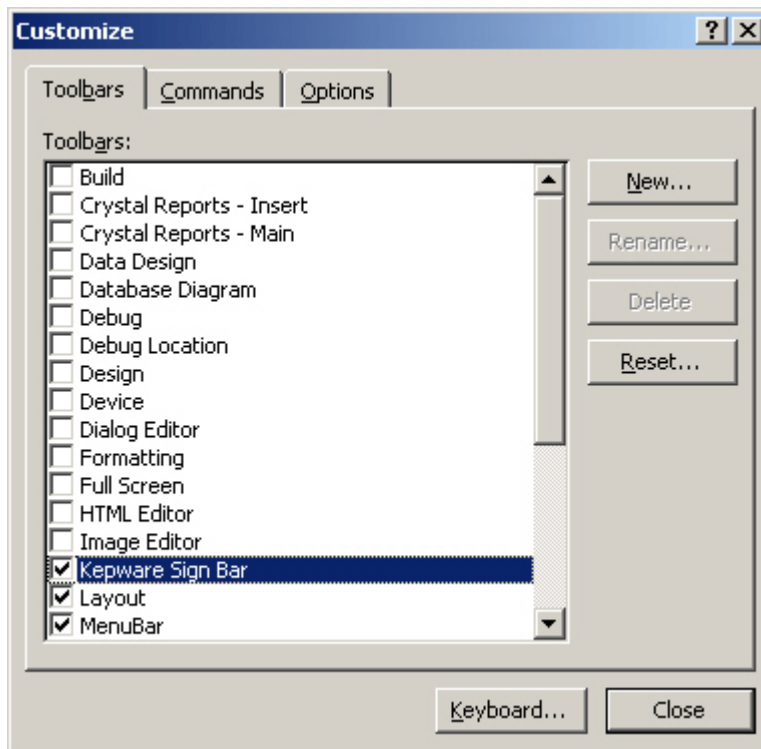 Customize
Toolbars Commands Options
Toolbars:
Build
Crystal Reports - Insert
Crystal Reports - Main
Data Design
Database Diagram
Debug
Debug Location
Design
Device
Dialog Editor
Formatting
Full Screen
HTML Editor
Image Editor
Kepware Sign Bar
Layout
MenuBar
New...
Rename...
Delete
Reset...
Keyboard... Close